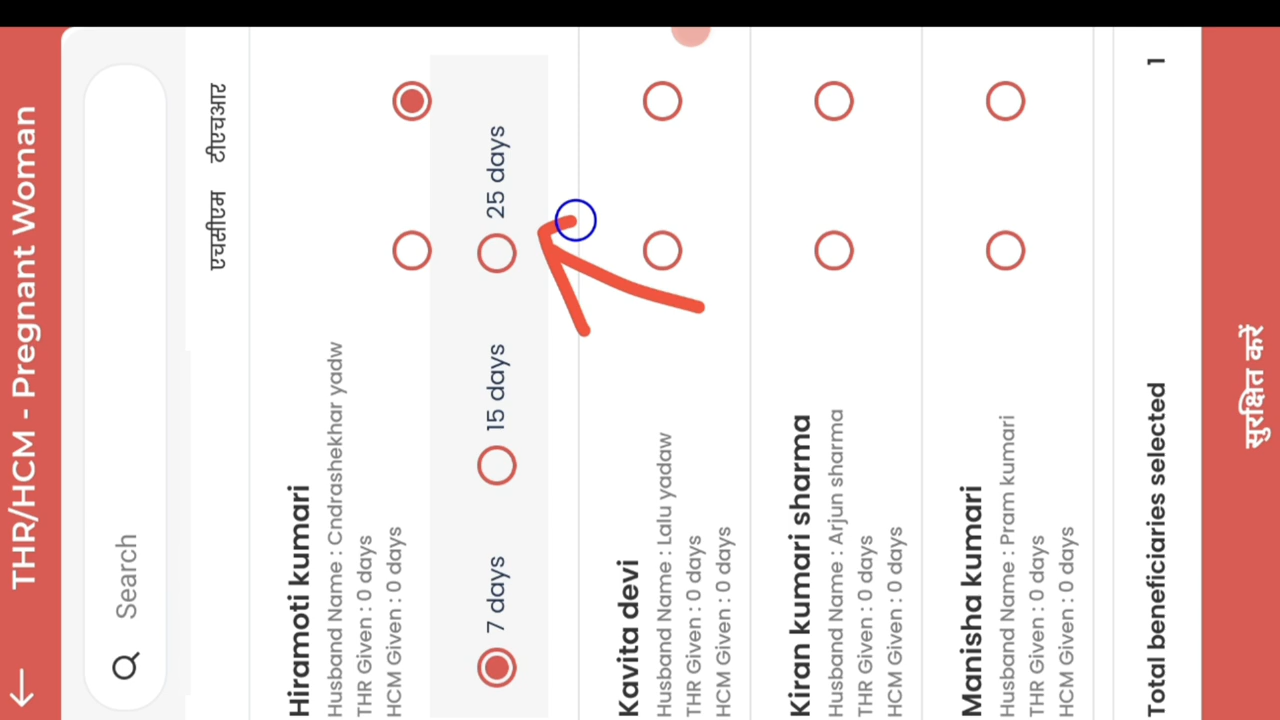 THR/HCM - Pregnant Woman
Search
एचसीएम टीएचआर
Hiramoti kumari
Husband Name : Cndrashekhar yadw
THR Given : 0 days
HCM Given : 0 days
7 days 15 days 25 days
Kavita devi
Husband Name : Lalu yadaw
THR Given : 0 days
HCM Given : 0 days
Kiran kumari sharma
Husband Name : Arjun sharma
THR Given : 0 days
HCM Given : 0 days
Manisha kumari
Husband Name : Pram kumari
THR Given : 0 days
HCM Given : 0 days
Total beneficiaries selected 1
सुरक्षित करें